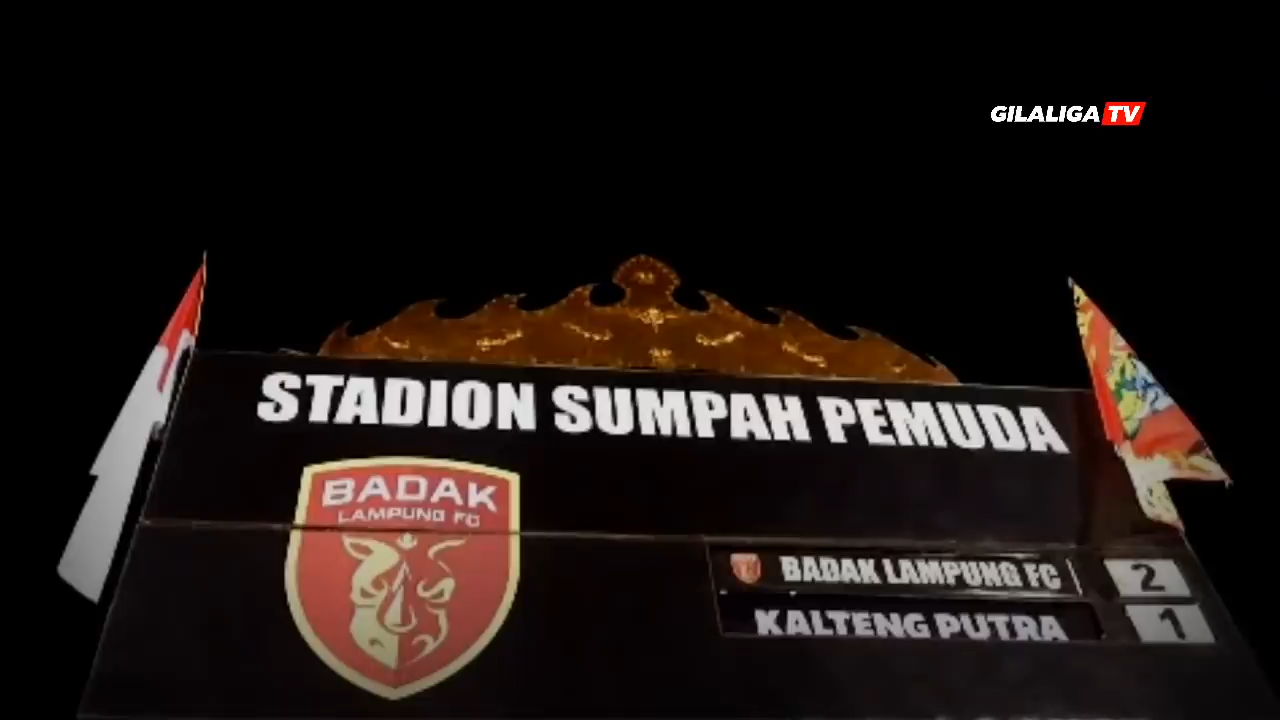 GILALIGA TV
STADION SUMPAH PEMUDA
BADAK
LAMPUNG FC
BADAK LAMPUNG FC 2
KALTENG PUTRA 1